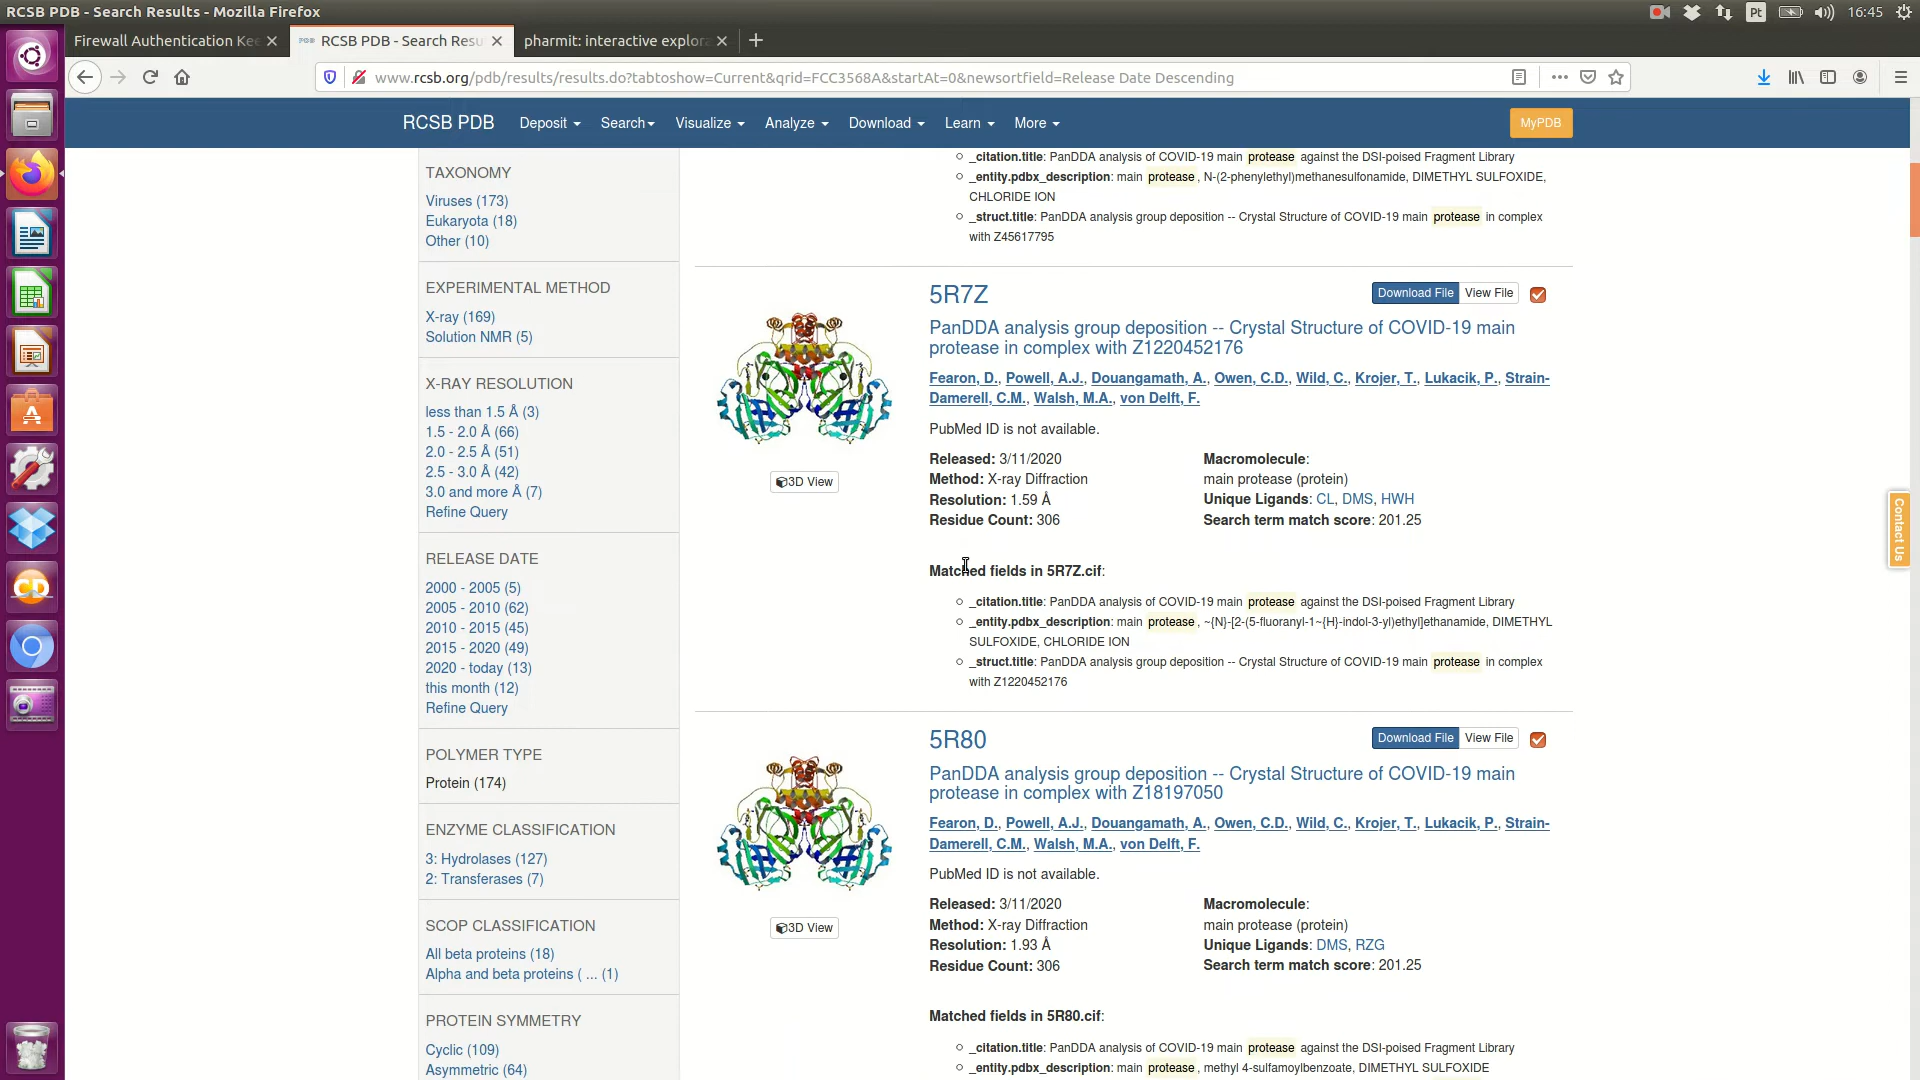 RCSB PDB - Search Results - Mozilla Firefox
Pt
16:45
Firewall Authentication Kee
RCSB PDB - Search Resu
pharmit: interactive explora
www.rcsb.org/pdb/results/results.do?tabtoshow=Current&qrid=FCC3568A&startAt=0&newsortfield=Release Date Descending
RCSB PDB
Deposit
Search
Visualize
Analyze
Download
Learn
More
MyPDB
TAXONOMY
Viruses (173)
Eukaryota (18)
Other (10)
EXPERIMENTAL METHOD
X-ray (169)
Solution NMR (5)
X-RAY RESOLUTION
less than 1.5 Å (3)
1.5 - 2.0 Å (66)
2.0 - 2.5 Å (51)
2.5 - 3.0 Å (42)
3.0 and more Å (7)
Refine Query
RELEASE DATE
2000 - 2005 (5)
2005 - 2010 (62)
2010 - 2015 (45)
2015 - 2020 (49)
2020 - today (13)
this month (12)
Refine Query
POLYMER TYPE
Protein (174)
ENZYME CLASSIFICATION
3: Hydrolases (127)
2: Transferases (7)
SCOP CLASSIFICATION
All beta proteins (18)
Alpha and beta proteins ( ... (1)
PROTEIN SYMMETRY
Cyclic (109)
Asymmetric (64)
_citation.title: PanDDA analysis of COVID-19 main protease against the DSI-poised Fragment Library
_entity.pdbx_description: main protease, N-(2-phenylethyl)methanesulfonamide, DIMETHYL SULFOXIDE,
CHLORIDE ION
_struct.title: PanDDA analysis group deposition -- Crystal Structure of COVID-19 main protease in complex
with Z45617795
5R7Z
Download File
View File
PanDDA analysis group deposition -- Crystal Structure of COVID-19 main
protease in complex with Z1220452176
Fearon, D., Powell, A.J., Douangamath, A., Owen, C.D., Wild, C., Krojer, T., Lukacik, P., Strain-
Damerell, C.M., Walsh, M.A., von Delft, F.
PubMed ID is not available.
Released: 3/11/2020
Method: X-ray Diffraction
Resolution: 1.59 Å
Residue Count: 306
Macromolecule:
main protease (protein)
Unique Ligands: CL, DMS, HWH
Search term match score: 201.25
3D View
Matched fields in 5R7Z.cif:
_citation.title: PanDDA analysis of COVID-19 main protease against the DSI-poised Fragment Library
_entity.pdbx_description: main protease, ~{N}-[2-(5-fluoranyl-1~{H}-indol-3-yl)ethyl]ethanamide, DIMETHYL
SULFOXIDE, CHLORIDE ION
_struct.title: PanDDA analysis group deposition -- Crystal Structure of COVID-19 main protease in complex
with Z1220452176
5R80
Download File
View File
PanDDA analysis group deposition -- Crystal Structure of COVID-19 main
protease in complex with Z18197050
Fearon, D., Powell, A.J., Douangamath, A., Owen, C.D., Wild, C., Krojer, T., Lukacik, P., Strain-
Damerell, C.M., Walsh, M.A., von Delft, F.
PubMed ID is not available.
Released: 3/11/2020
Method: X-ray Diffraction
Resolution: 1.93 Å
Residue Count: 306
Macromolecule:
main protease (protein)
Unique Ligands: DMS, RZG
Search term match score: 201.25
3D View
Matched fields in 5R80.cif:
_citation.title: PanDDA analysis of COVID-19 main protease against the DSI-poised Fragment Library
_entity.pdbx_description: main protease, methyl 4-sulfamoylbenzoate, DIMETHYL SULFOXIDE
Contact Us